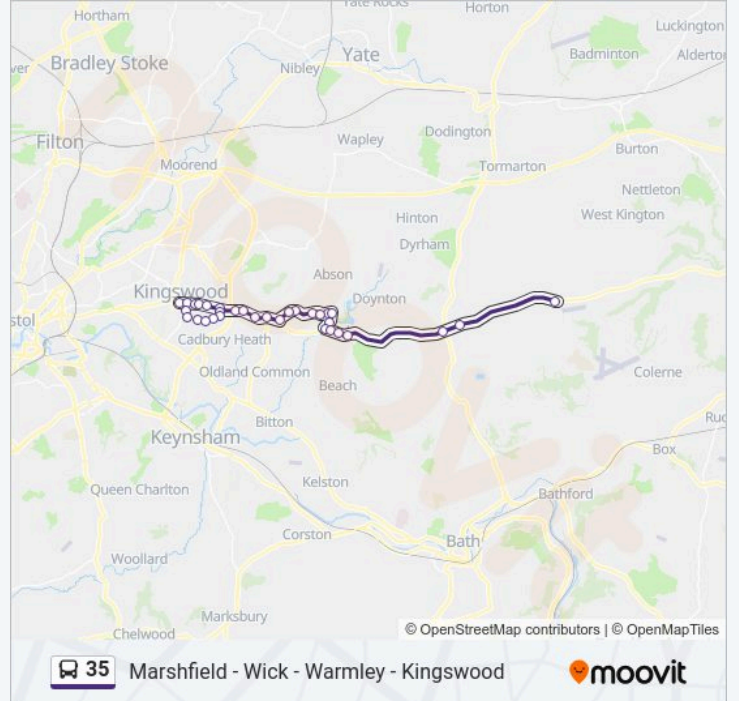 Yate Rocks
Horton
Hortham
Luckington
Yate
Badminton
Alderton
Bradley Stoke
Nibley
Filton
Wapley
Dodington
Burton
Moorend
Tormarton
Nettleton
Hinton
West Kington
Dyrham
Abson
Kingswood
Doynton
Cadbury Heath
Oldland Common
Colerne
Beach
Bitton
Keynsham
Box
Kelston
Queen Charlton
Bathford
Corston
Bath
Woollard
Marksbury
Chelwood
© OpenStreetMap contributors | © OpenMapTiles
35 Marshfield - Wick - Warmley - Kingswood
moovit